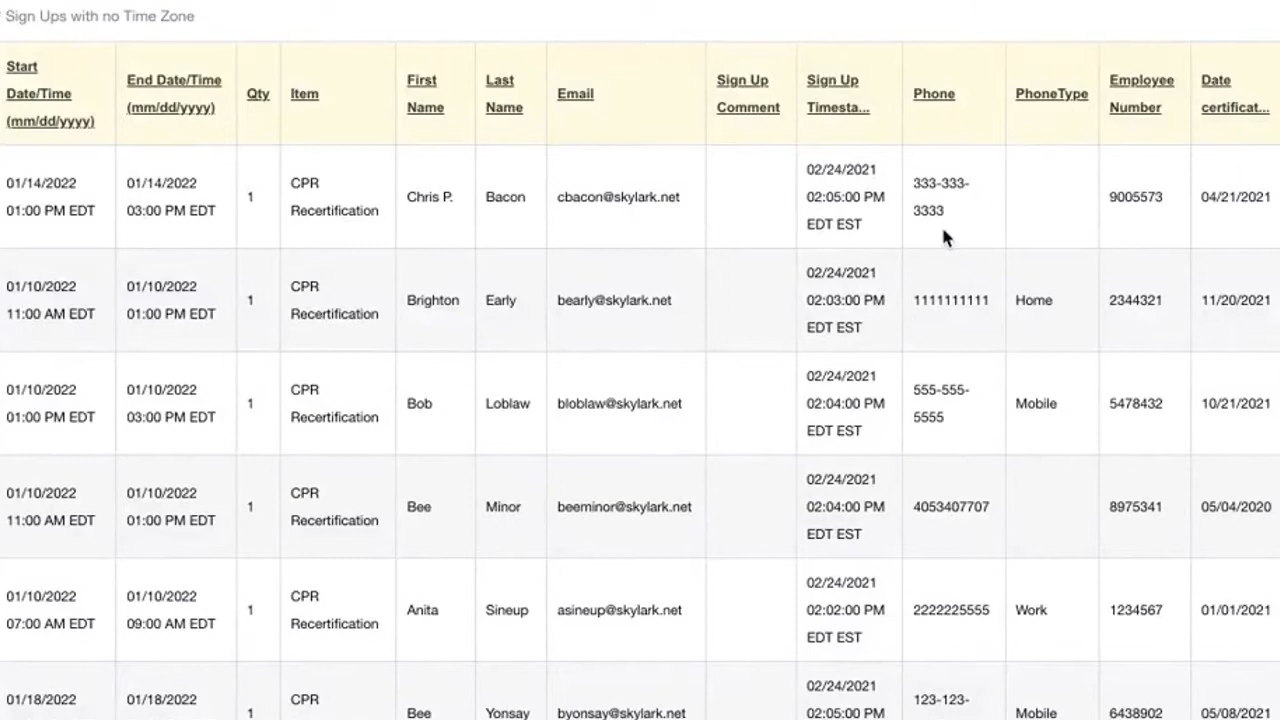 Sign Ups with no Time Zone
Start
Date/Time
(mm/dd/yyyy)
End Date/Time
(mm/dd/yyyy)
Qty
Item
First
Name
Last
Name
Email
Sign Up
Comment
Sign Up
Timesta...
Phone
PhoneType
Employee
Number
Date
certificat...
01/14/2022
01:00 PM EDT
01/14/2022
03:00 PM EDT
1
CPR
Recertification
Chris P.
Bacon
cbacon@skylark.net
02/24/2021
02:05:00 PM
EDT EST
333-333-
3333
9005573
04/21/2021
01/10/2022
11:00 AM EDT
01/10/2022
01:00 PM EDT
1
CPR
Recertification
Brighton
Early
bearly@skylark.net
02/24/2021
02:03:00 PM
EDT EST
1111111111
Home
2344321
11/20/2021
01/10/2022
01:00 PM EDT
01/10/2022
03:00 PM EDT
1
CPR
Recertification
Bob
Loblaw
bloblaw@skylark.net
02/24/2021
02:04:00 PM
EDT EST
555-555-
5555
Mobile
5478432
10/21/2021
01/10/2022
11:00 AM EDT
01/10/2022
01:00 PM EDT
1
CPR
Recertification
Bee
Minor
beeminor@skylark.net
02/24/2021
02:04:00 PM
EDT EST
4053407707
8975341
05/04/2020
01/10/2022
07:00 AM EDT
01/10/2022
09:00 AM EDT
1
CPR
Recertification
Anita
Sineup
asineup@skylark.net
02/24/2021
02:02:00 PM
EDT EST
2222225555
Work
1234567
01/01/2021
01/18/2022
01/18/2022
1
CPR
Bee
Yonsay
byonsay@skylark.net
02/24/2021
02:05:00 PM
123-123-
Mobile
6438902
05/08/2021